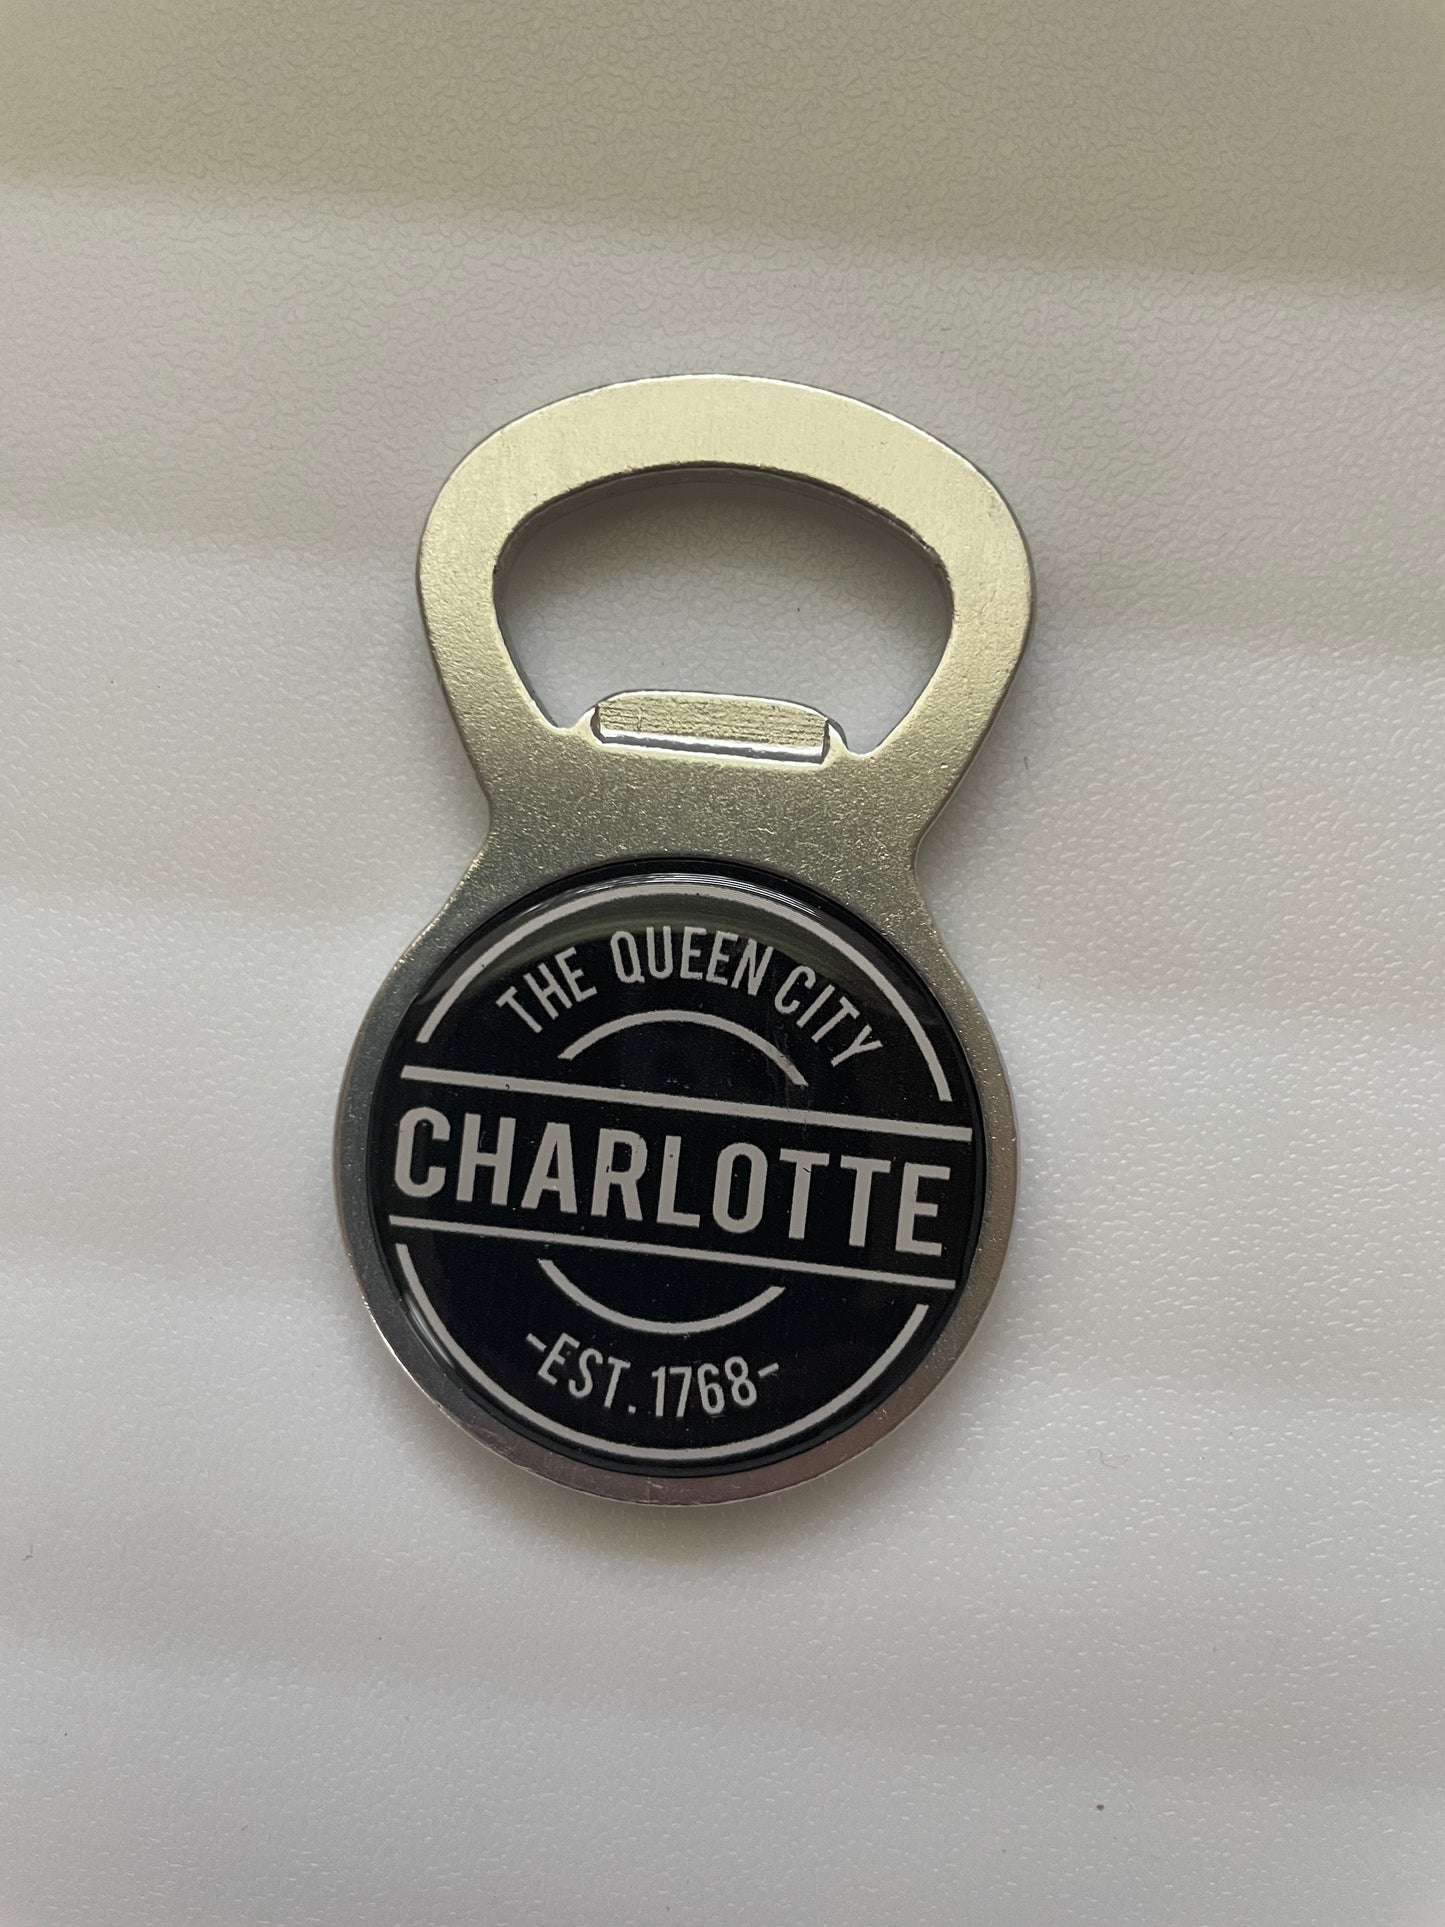 THE QUEEN CITY
CHARLOTTE
-EST. 1768-